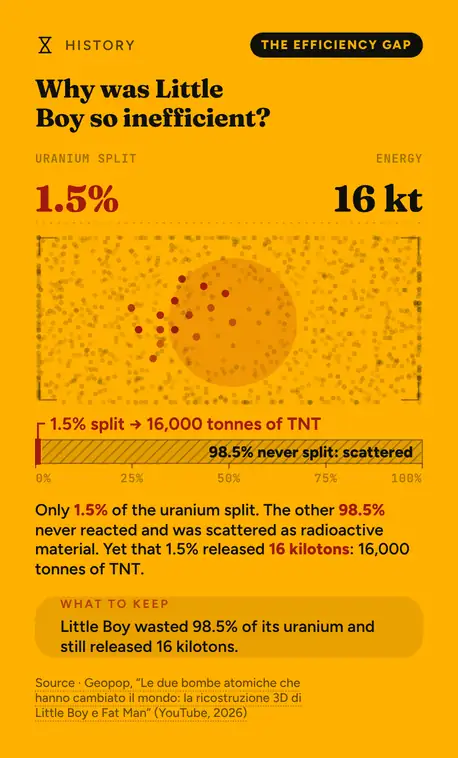 HISTORY
THE EFFICIENCY GAP
Why was Little
Boy so inefficient?
URANIUM SPLIT
ENERGY
1.5%
16 kt
1.5% split → 16,000 tonnes of TNT
98.5% never split: scattered
0% 25% 50% 75% 100%
Only 1.5% of the uranium split. The other 98.5%
never reacted and was scattered as radioactive
material. Yet that 1.5% released 16 kilotons: 16,000
tonnes of TNT.
WHAT TO KEEP
Little Boy wasted 98.5% of its uranium and
still released 16 kilotons.
Source · Geopop, “Le due bombe atomiche che
hanno cambiato il mondo: la ricostruzione 3D di
Little Boy e Fat Man” (YouTube, 2026)